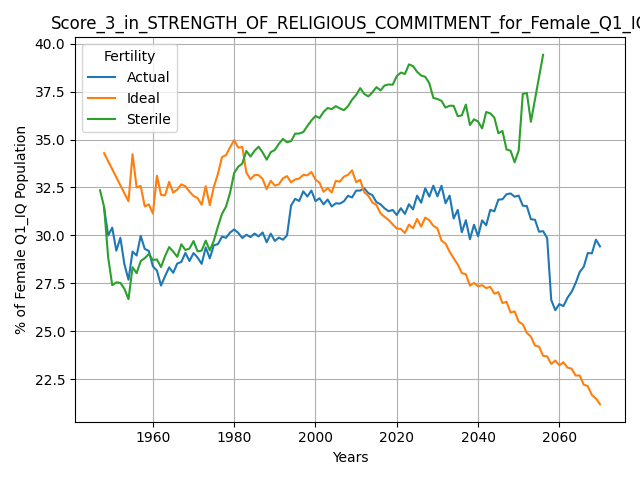 Score_3_in_STRENGTH_OF_RELIGIOUS_COMMITMENT_for_Female_Q1_IQ
Fertility
Actual
Ideal
Sterile
40.0
37.5
35.0
32.5
30.0
27.5
25.0
22.5
% of Female Q1_IQ Population
1960
1980
2000
2020
2040
2060
Years